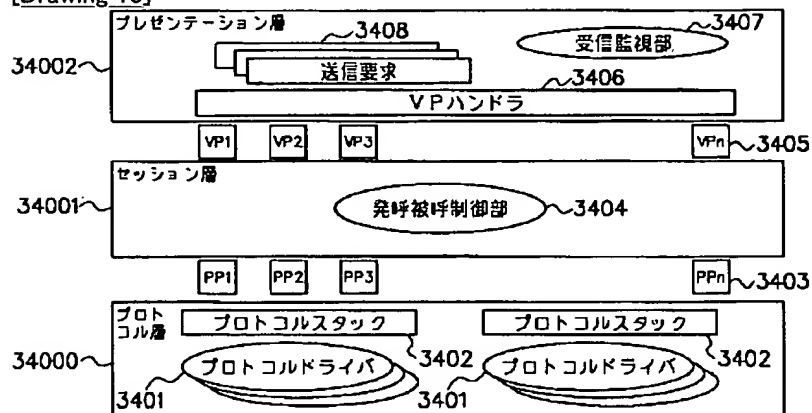 [Drawing 10]
プレゼンテーション層
3408
3407
受信監視部
34002
送信要求
3406
VPハンドラ
VP1 VP2 VP3 VPn 3405
セッション層
34001
発呼被呼制御部 3404
PP1 PP2 PP3 PPn 3403
プロトコル層
プロトコルスタック プロトコルスタック
34000
3402 3402
プロトコルドライバ プロトコルドライバ
3401 3401